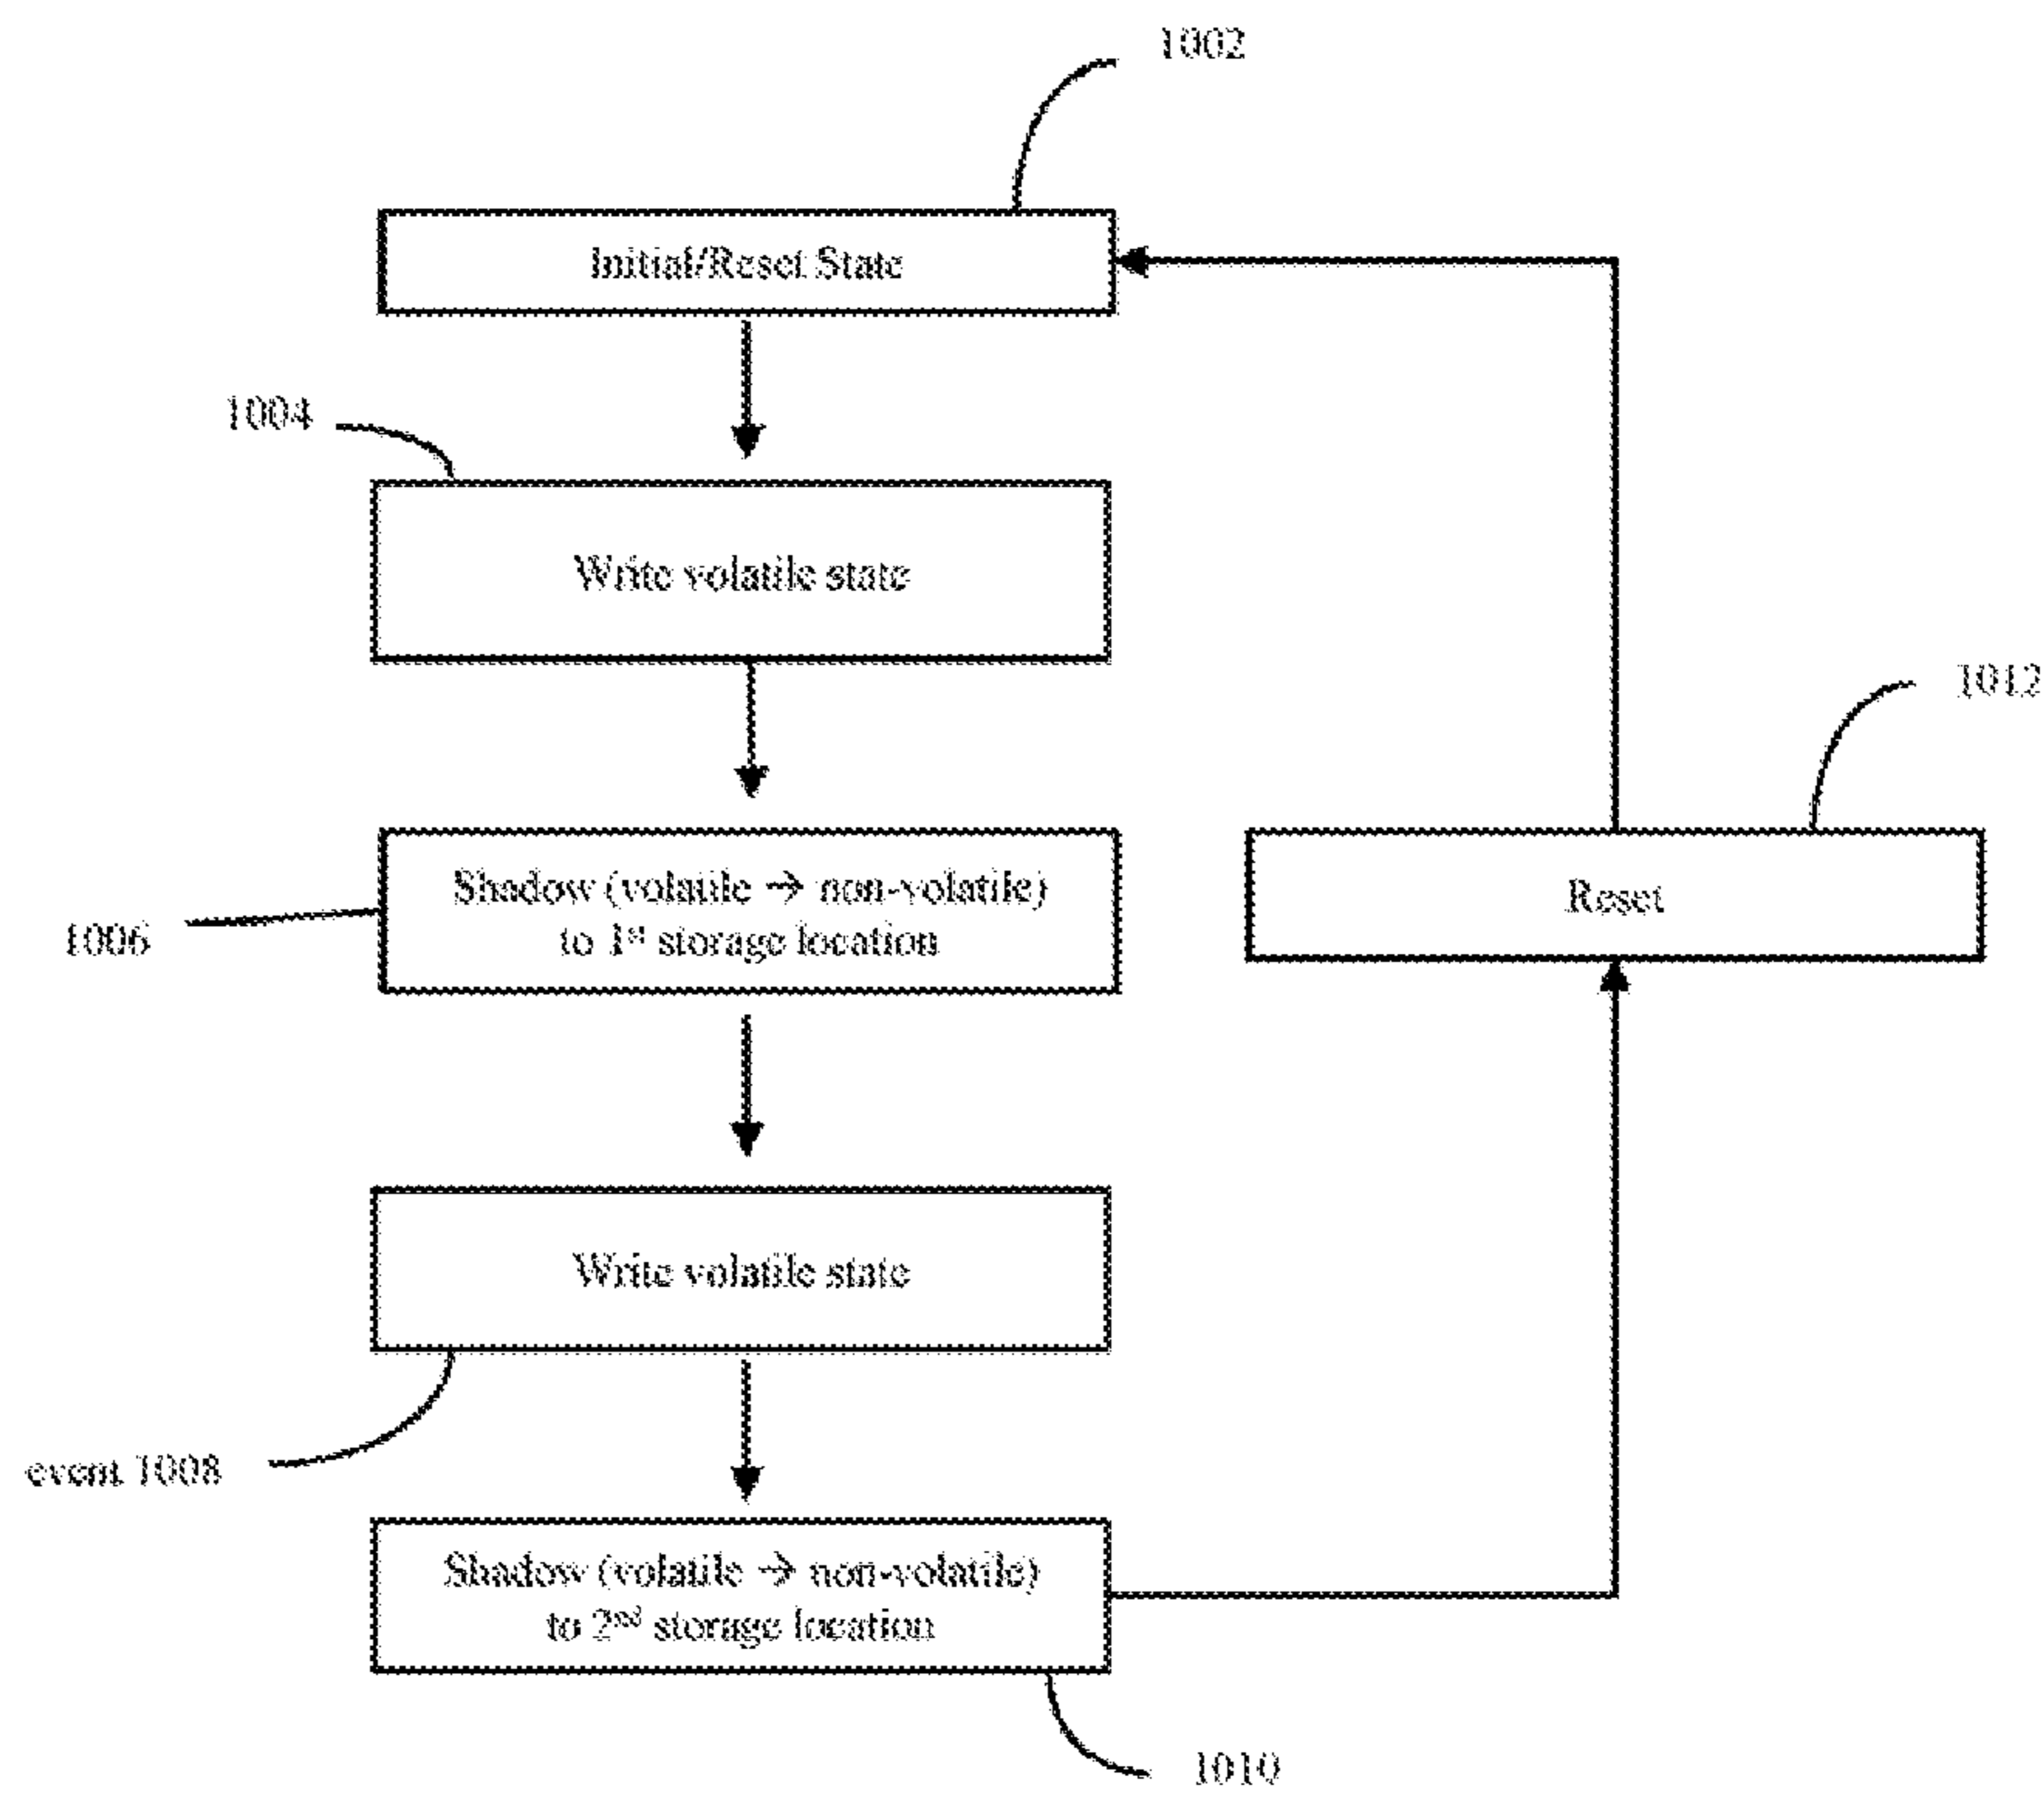 1002
Initial/Reset State
1004
Write volatile state
1012
Shadow (volatile → non-volatile)
to 1st storage location
Reset
1006
Write volatile state
event 1008
Shadow (volatile → non-volatile)
to 2nd storage location
1010